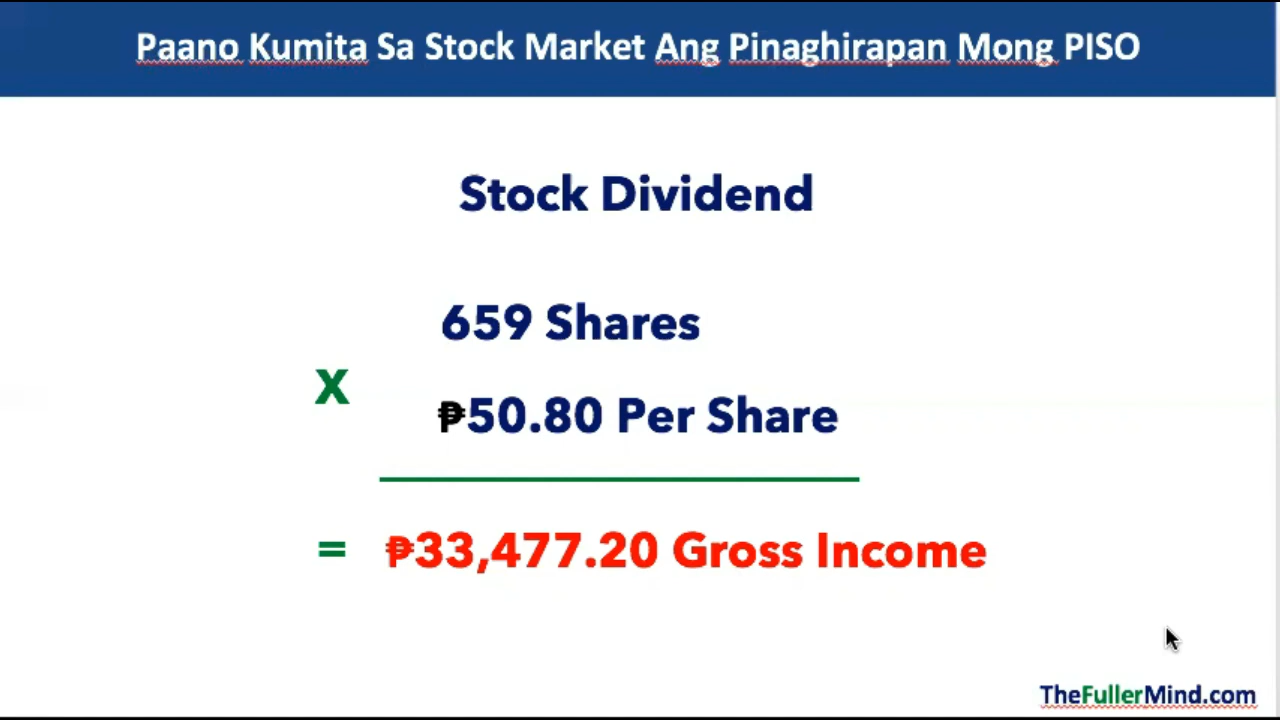 Paano Kumita Sa Stock Market Ang Pinaghirapan Mong PISO
Stock Dividend
659 Shares
X
₱50.80 Per Share
= ₱33,477.20 Gross Income
TheFullerMind.com